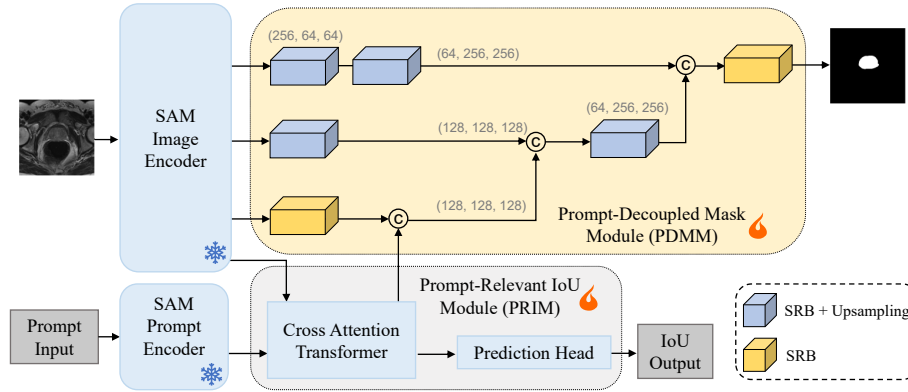 (256, 64, 64)
(64, 256, 256)
C
SAM
Image
Encoder
(64, 256, 256)
(128, 128, 128)
C
(128, 128, 128)
C
Prompt-Decoupled Mask
Module (PDMM)
Prompt-Relevant IoU
Module (PRIM)
Prompt
Input
SAM
Prompt
Encoder
Cross Attention
Transformer
Prediction Head
IoU
Output
SRB + Upsampling
SRB